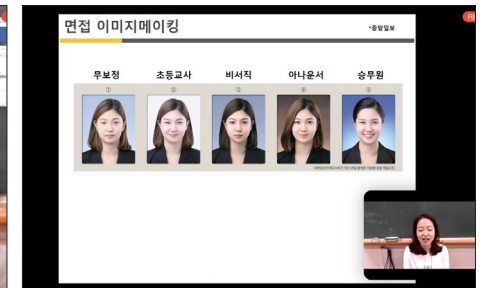 면접 이미지메이킹
•중앙일보
무보정 초등교사 비서직 아나운서 승무원
① ② ③ ④ ⑤